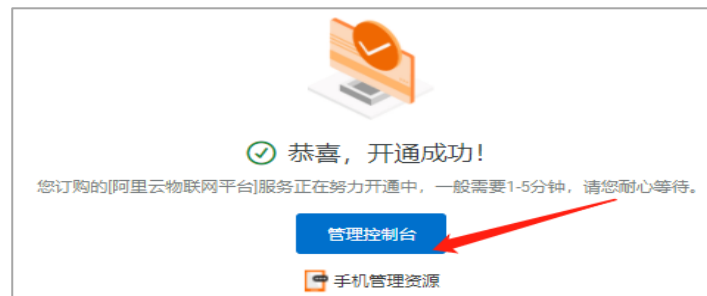 恭喜，开通成功！
您订购的[阿里云物联网平台]服务正在努力开通中，一般需要1-5分钟，请您耐心等待。
管理控制台
手机管理资源